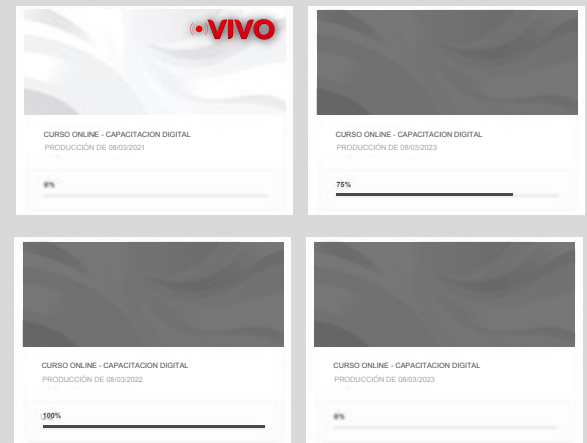 VIVO
CURSO ONLINE - CAPACITACION DIGITAL
PRODUCCIÓN DE 08/03/2021
0%
CURSO ONLINE - CAPACITACION DIGITAL
PRODUCCIÓN DE 08/03/2023
75%
CURSO ONLINE - CAPACITACION DIGITAL
PRODUCCIÓN DE 08/03/2022
100%
CURSO ONLINE - CAPACITACION DIGITAL
PRODUCCIÓN DE 08/03/2023
0%